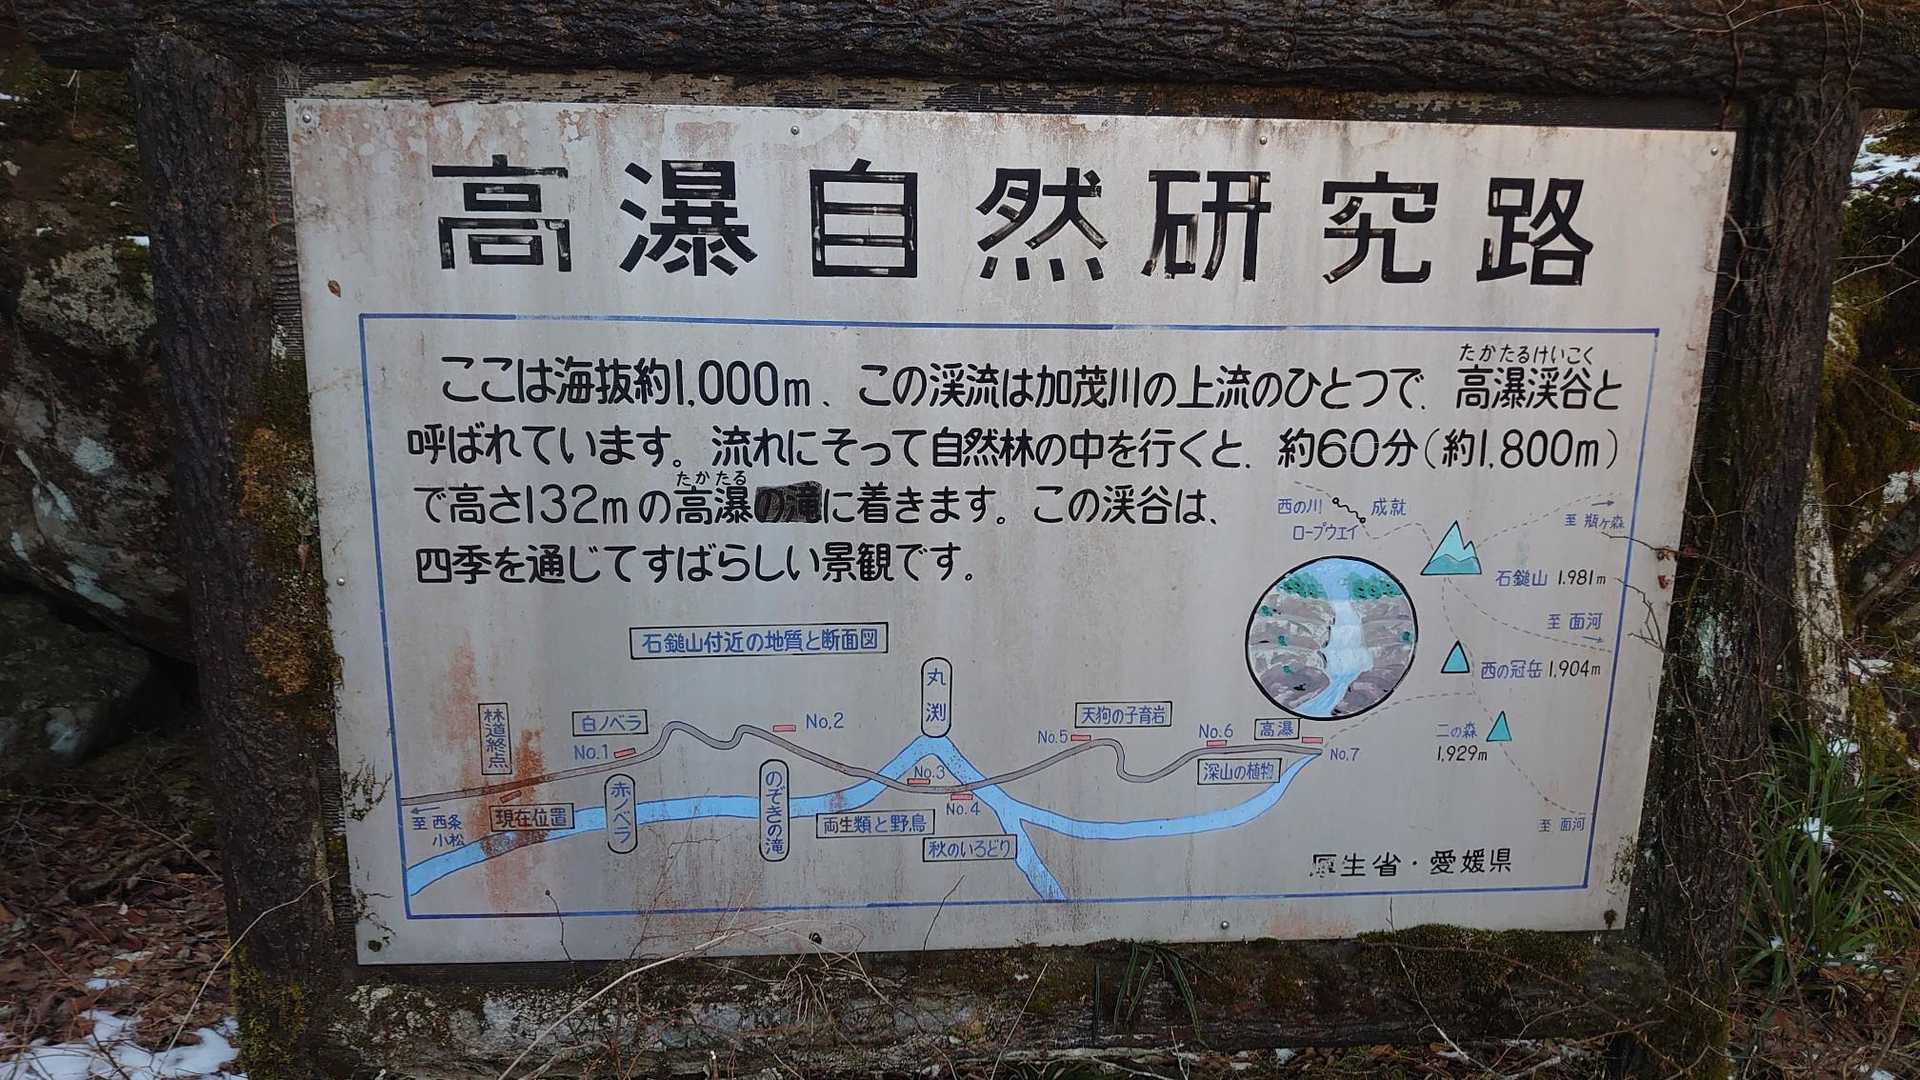 高瀑自然研究路
たかたるけいこく
ここは海抜約1,000m、この渓流は加茂川の上流のひとつで、高瀑渓谷と
呼ばれています。流れにそって自然林の中を行くと、約60分(約1,800m)
たかたる
で高さ132mの高瀑の滝に着きます。この渓谷は、
四季を通じてすばらしい景観です。
西の川
成就
ロープウェイ
至 瓶ヶ森
石鎚山 1.981m
至 面河
西の冠岳 1,904m
二の森
1,929m
至 面河
石鎚山付近の地質と断面図
丸渕
林道終点
白ノベラ
No.1
No.2
天狗の子育岩
No.5
No.6
高瀑
No.7
深山の植物
No.3
No.4
赤ノベラ
のぞきの滝
現在位置
至 西条
小松
両生類と野鳥
秋のいろどり
厚生省・愛媛県